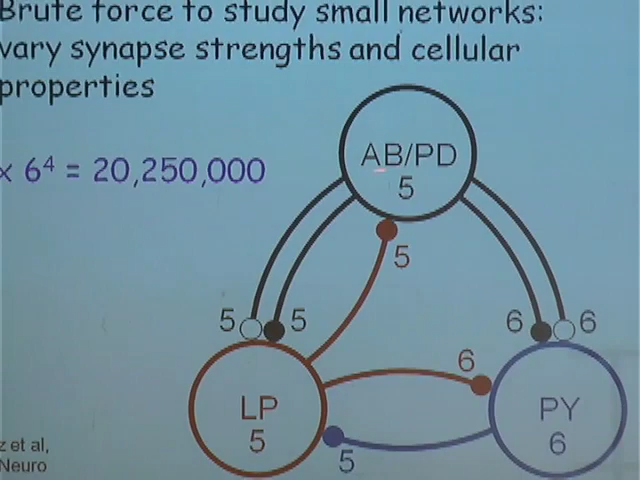 Brute force to study small networks:
vary synapse strengths and cellular
properties
AB/PD
5
x 6⁴ = 20,250,000
5
5 5
6 6
6
LP
5
PY
6
5
z et al,
Neuro